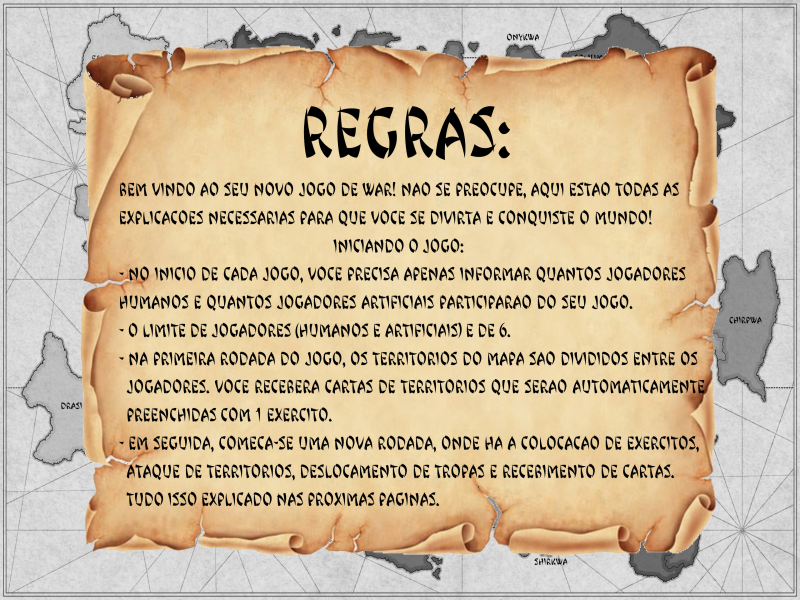 ONYKWA
REGRAS:
BEM VINDO AO SEU NOVO JOGO DE WAR! NAO SE PREOCUPE, AQUI ESTAO TODAS AS
EXPLICACOES NECESSARIAS PARA QUE VOCE SE DIVIRTA E CONQUISTE O MUNDO!
INICIANDO O JOGO:
- NO INICIO DE CADA JOGO, VOCE PRECISA APENAS INFORMAR QUANTOS JOGADORES
HUMANOS E QUANTOS JOGADORES ARTIFICIAIS PARTICIPARAO DO SEU JOGO.
- O LIMITE DE JOGADORES (HUMANOS E ARTIFICIAIS) E DE 6.
- NA PRIMEIRA RODADA DO JOGO, OS TERRITORIOS DO MAPA SAO DIVIDIDOS ENTRE OS
JOGADORES. VOCE RECEBERA CARTAS DE TERRITORIOS QUE SERAO AUTOMATICAMENTE
PREENCHIDAS COM 1 EXERCITO.
- EM SEGUIDA, COMECA-SE UMA NOVA RODADA, ONDE HA A COLOCACAO DE EXERCITOS,
ATAQUE DE TERRITORIOS, DESLOCAMENTO DE TROPAS E RECEBIMENTO DE CARTAS.
TUDO ISSO EXPLICADO NAS PROXIMAS PAGINAS.
CHIRPWA
SHIRKWA